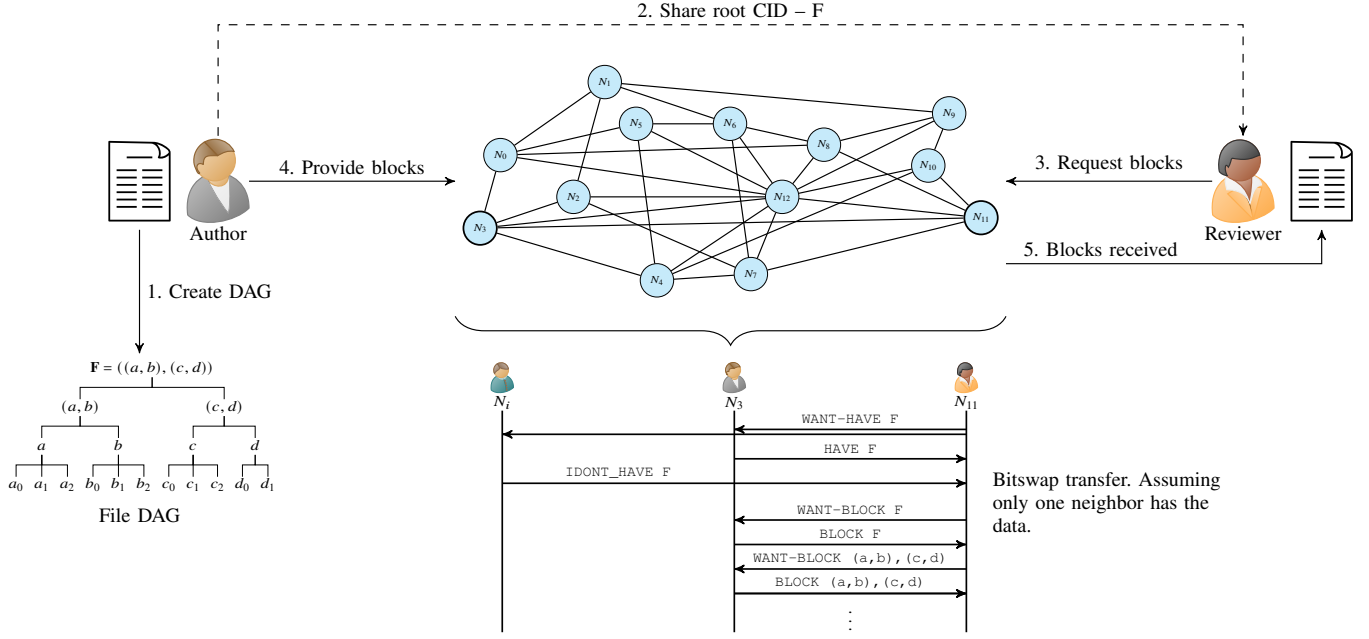 2. Share root CID – F
N₁
N₉
N₅
N₆
N₈
N₀
N₁₀
4. Provide blocks
3. Request blocks
N₂
N₁₂
N₃
N₁₁
Author
Reviewer
5. Blocks received
N₄
N₇
1. Create DAG
F = ((a, b), (c, d))
(a, b)
(c, d)
a
b
c
d
a₀ a₁ a₂ b₀ b₁ b₂ c₀ c₁ c₂ d₀ d₁
File DAG
Nᵢ
N₃
N₁₁
WANT-HAVE F
HAVE F
IDONT_HAVE F
WANT-BLOCK F
BLOCK F
WANT-BLOCK (a,b),(c,d)
BLOCK (a,b),(c,d)
⋮
Bitswap transfer. Assuming
only one neighbor has the
data.